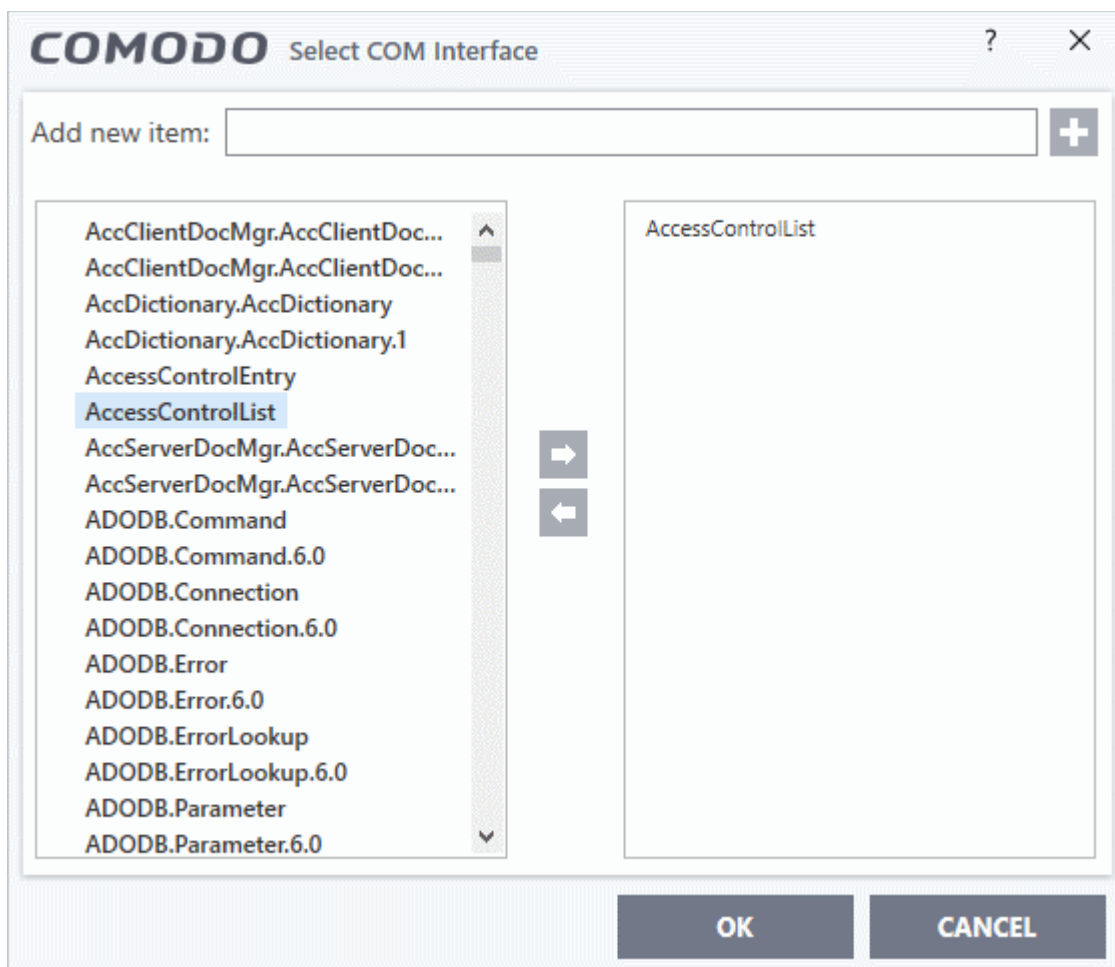 COMODO Select COM Interface ? ✕
Add new item:
AccClientDocMgr.AccClientDoc...
AccClientDocMgr.AccClientDoc...
AccDictionary.AccDictionary
AccDictionary.AccDictionary.1
AccessControlEntry
AccessControlList
AccServerDocMgr.AccServerDoc...
AccServerDocMgr.AccServerDoc...
ADODB.Command
ADODB.Command.6.0
ADODB.Connection
ADODB.Connection.6.0
ADODB.Error
ADODB.Error.6.0
ADODB.ErrorLookup
ADODB.ErrorLookup.6.0
ADODB.Parameter
ADODB.Parameter.6.0
AccessControlList
OK CANCEL